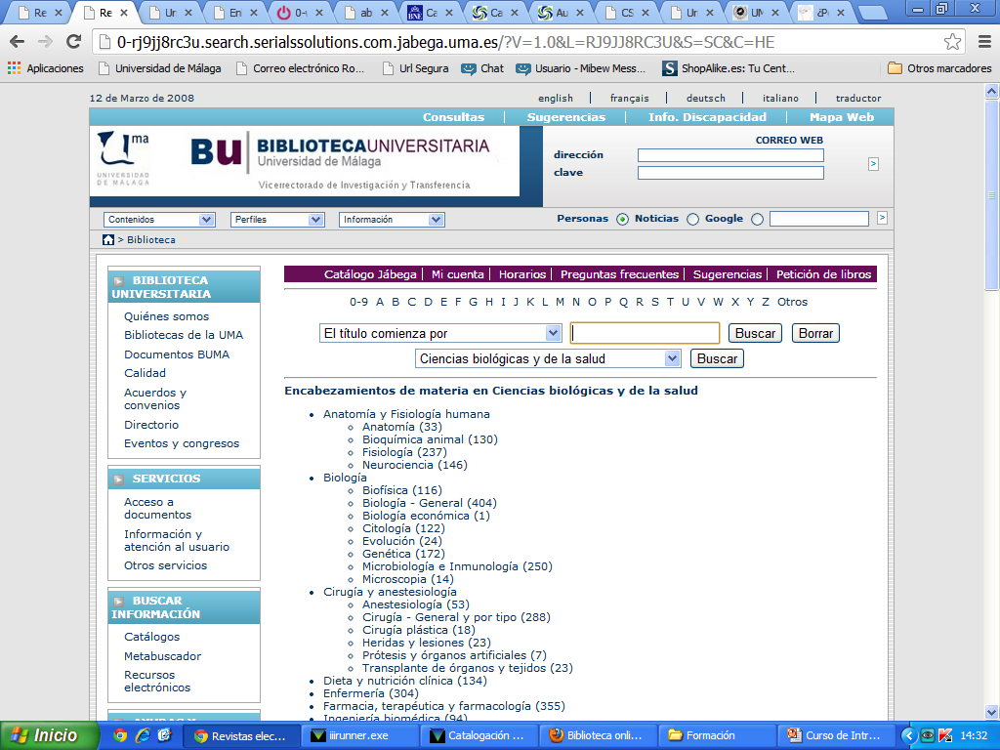 Re
Re
Ur
En
0-
ab
BNE Ca
Ca
Au
CS
Ur
UN
¿P
0-rj9jj8rc3u.search.serialssolutions.com.jabega.uma.es/?V=1.0&L=RJ9JJ8RC3U&S=SC&C=HE
Aplicaciones Universidad de Málaga Correo electrónico Ro... Url Segura Chat Usuario - Mibew Mess... ShopAlike.es: Tu Cent... Otros marcadores
12 de Marzo de 2008 english | français | deutsch | italiano | traductor
Consultas | Sugerencias | Info. Discapacidad | Mapa Web
uma
UNIVERSIDAD
DE MÁLAGA
Bu BIBLIOTECAUNIVERSITARIA
Universidad de Málaga
Vicerrectorado de Investigación y Transferencia
CORREO WEB
dirección
clave
>
Contenidos Perfiles Información Personas Noticias Google >
> Biblioteca
BIBLIOTECA
UNIVERSITARIA
Quiénes somos
Bibliotecas de la UMA
Documentos BUMA
Calidad
Acuerdos y
convenios
Directorio
Eventos y congresos
SERVICIOS
Acceso a
documentos
Información y
atención al usuario
Otros servicios
BUSCAR
INFORMACIÓN
Catálogos
Metabuscador
Recursos
electrónicos
Catálogo Jábega | Mi cuenta | Horarios | Preguntas frecuentes | Sugerencias | Petición de libros
0-9 A B C D E F G H I J K L M N O P Q R S T U V W X Y Z Otros
El título comienza por Buscar Borrar
Ciencias biológicas y de la salud Buscar
Encabezamientos de materia en Ciencias biológicas y de la salud
Anatomía y Fisiología humana
Anatomía (33)
Bioquímica animal (130)
Fisiología (237)
Neurociencia (146)
Biología
Biofísica (116)
Biología - General (404)
Biología económica (1)
Citología (122)
Evolución (24)
Genética (172)
Microbiología e Inmunología (250)
Microscopia (14)
Cirugía y anestesiología
Anestesiología (53)
Cirugía - General y por tipo (288)
Cirugía plástica (18)
Heridas y lesiones (23)
Prótesis y órganos artificiales (7)
Transplante de órganos y tejidos (23)
Dieta y nutrición clínica (134)
Enfermería (304)
Farmacia, terapéutica y farmacología (355)
Ingeniería biomédica (94)
Inicio Revistas elec... iiirunner.exe Catalogación ... Biblioteca onli... Formación Curso de Intr... 14:32